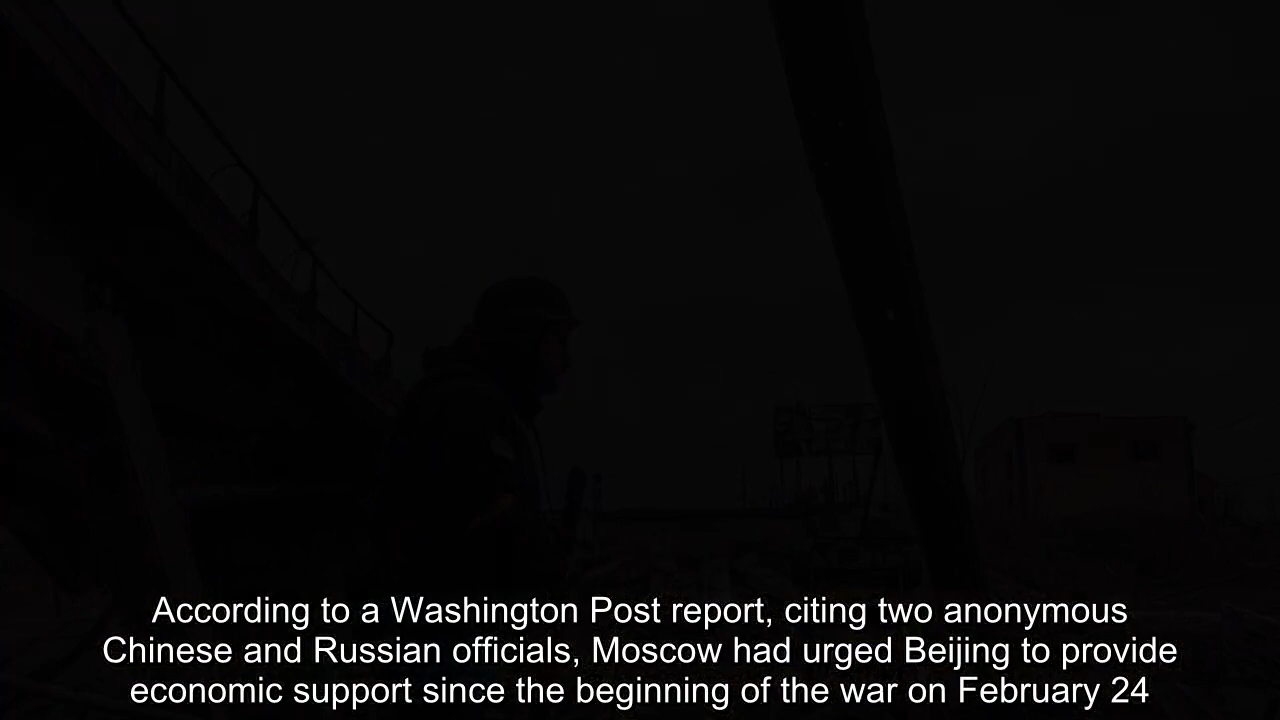 According to a Washington Post report, citing two anonymous
Chinese and Russian officials, Moscow had urged Beijing to provide
economic support since the beginning of the war on February 24